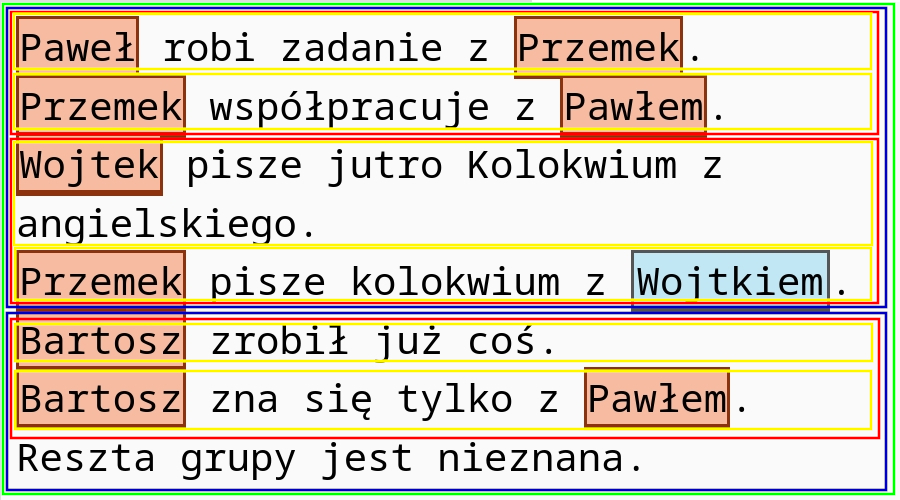 Paweł robi zadanie z Przemek.
Przemek współpracuje z Pawłem.
Wojtek pisze jutro Kolokwium z
angielskiego.
Przemek pisze kolokwium z Wojtkiem.
Bartosz zrobił już coś.
Bartosz zna się tylko z Pawłem.
Reszta grupy jest nieznana.